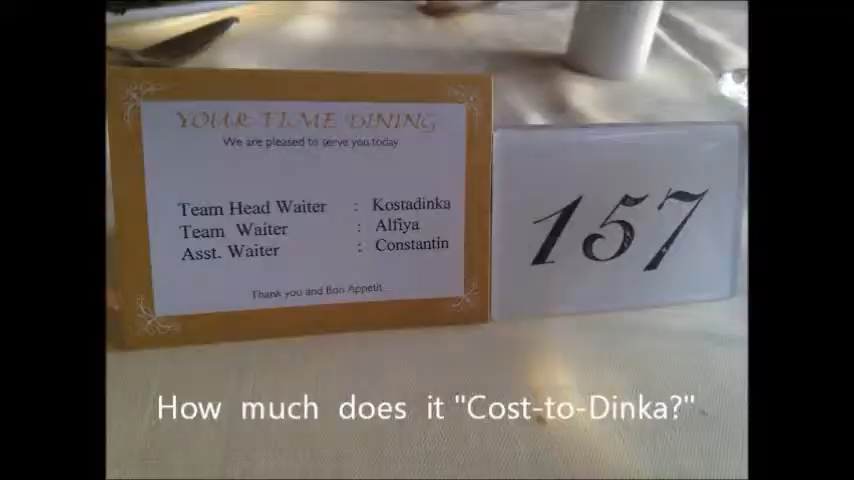 YOUR TIME DINING
We are pleased to serve you today
Team Head Waiter : Kostadinka
Team Waiter : Alfiya
Asst. Waiter : Constantin
Thank you and Bon Appetit
157
How much does it "Cost-to-Dinka?"